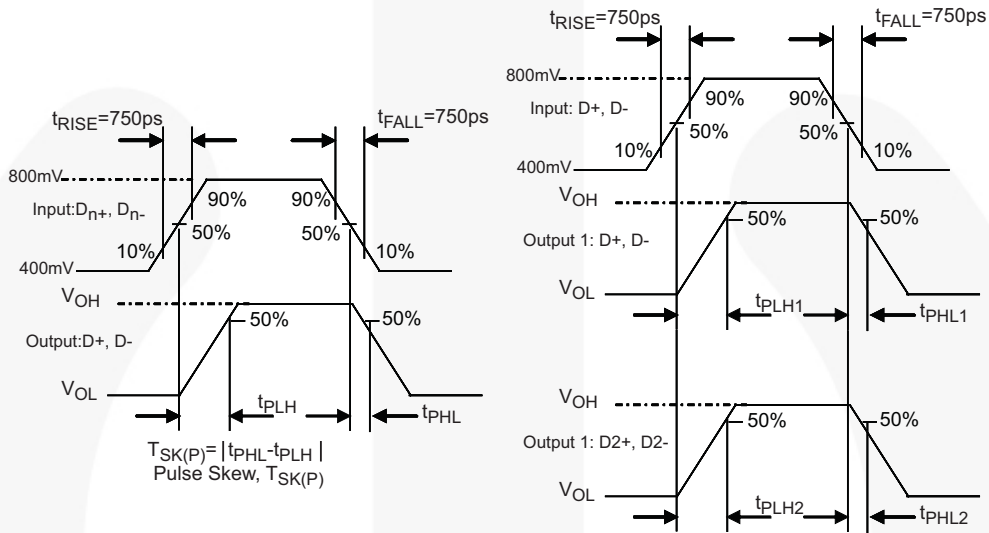 tRISE=750ps
tFALL=750ps
800mV
Input:Dn+, Dn-
90%
90%
50%
50%
10%
10%
400mV
VOH
Output:D+, D-
50%
50%
VOL
tPLH
tPHL
TSK(P)= |tPHL-tPLH |
Pulse Skew, TSK(P)
tRISE=750ps
tFALL=750ps
800mV
Input: D+, D-
90%
90%
50%
50%
10%
10%
400mV
VOH
Output 1: D+, D-
50%
50%
VOL
tPLH1
tPHL1
VOH
Output 1: D2+, D2-
50%
50%
VOL
tPLH2
tPHL2